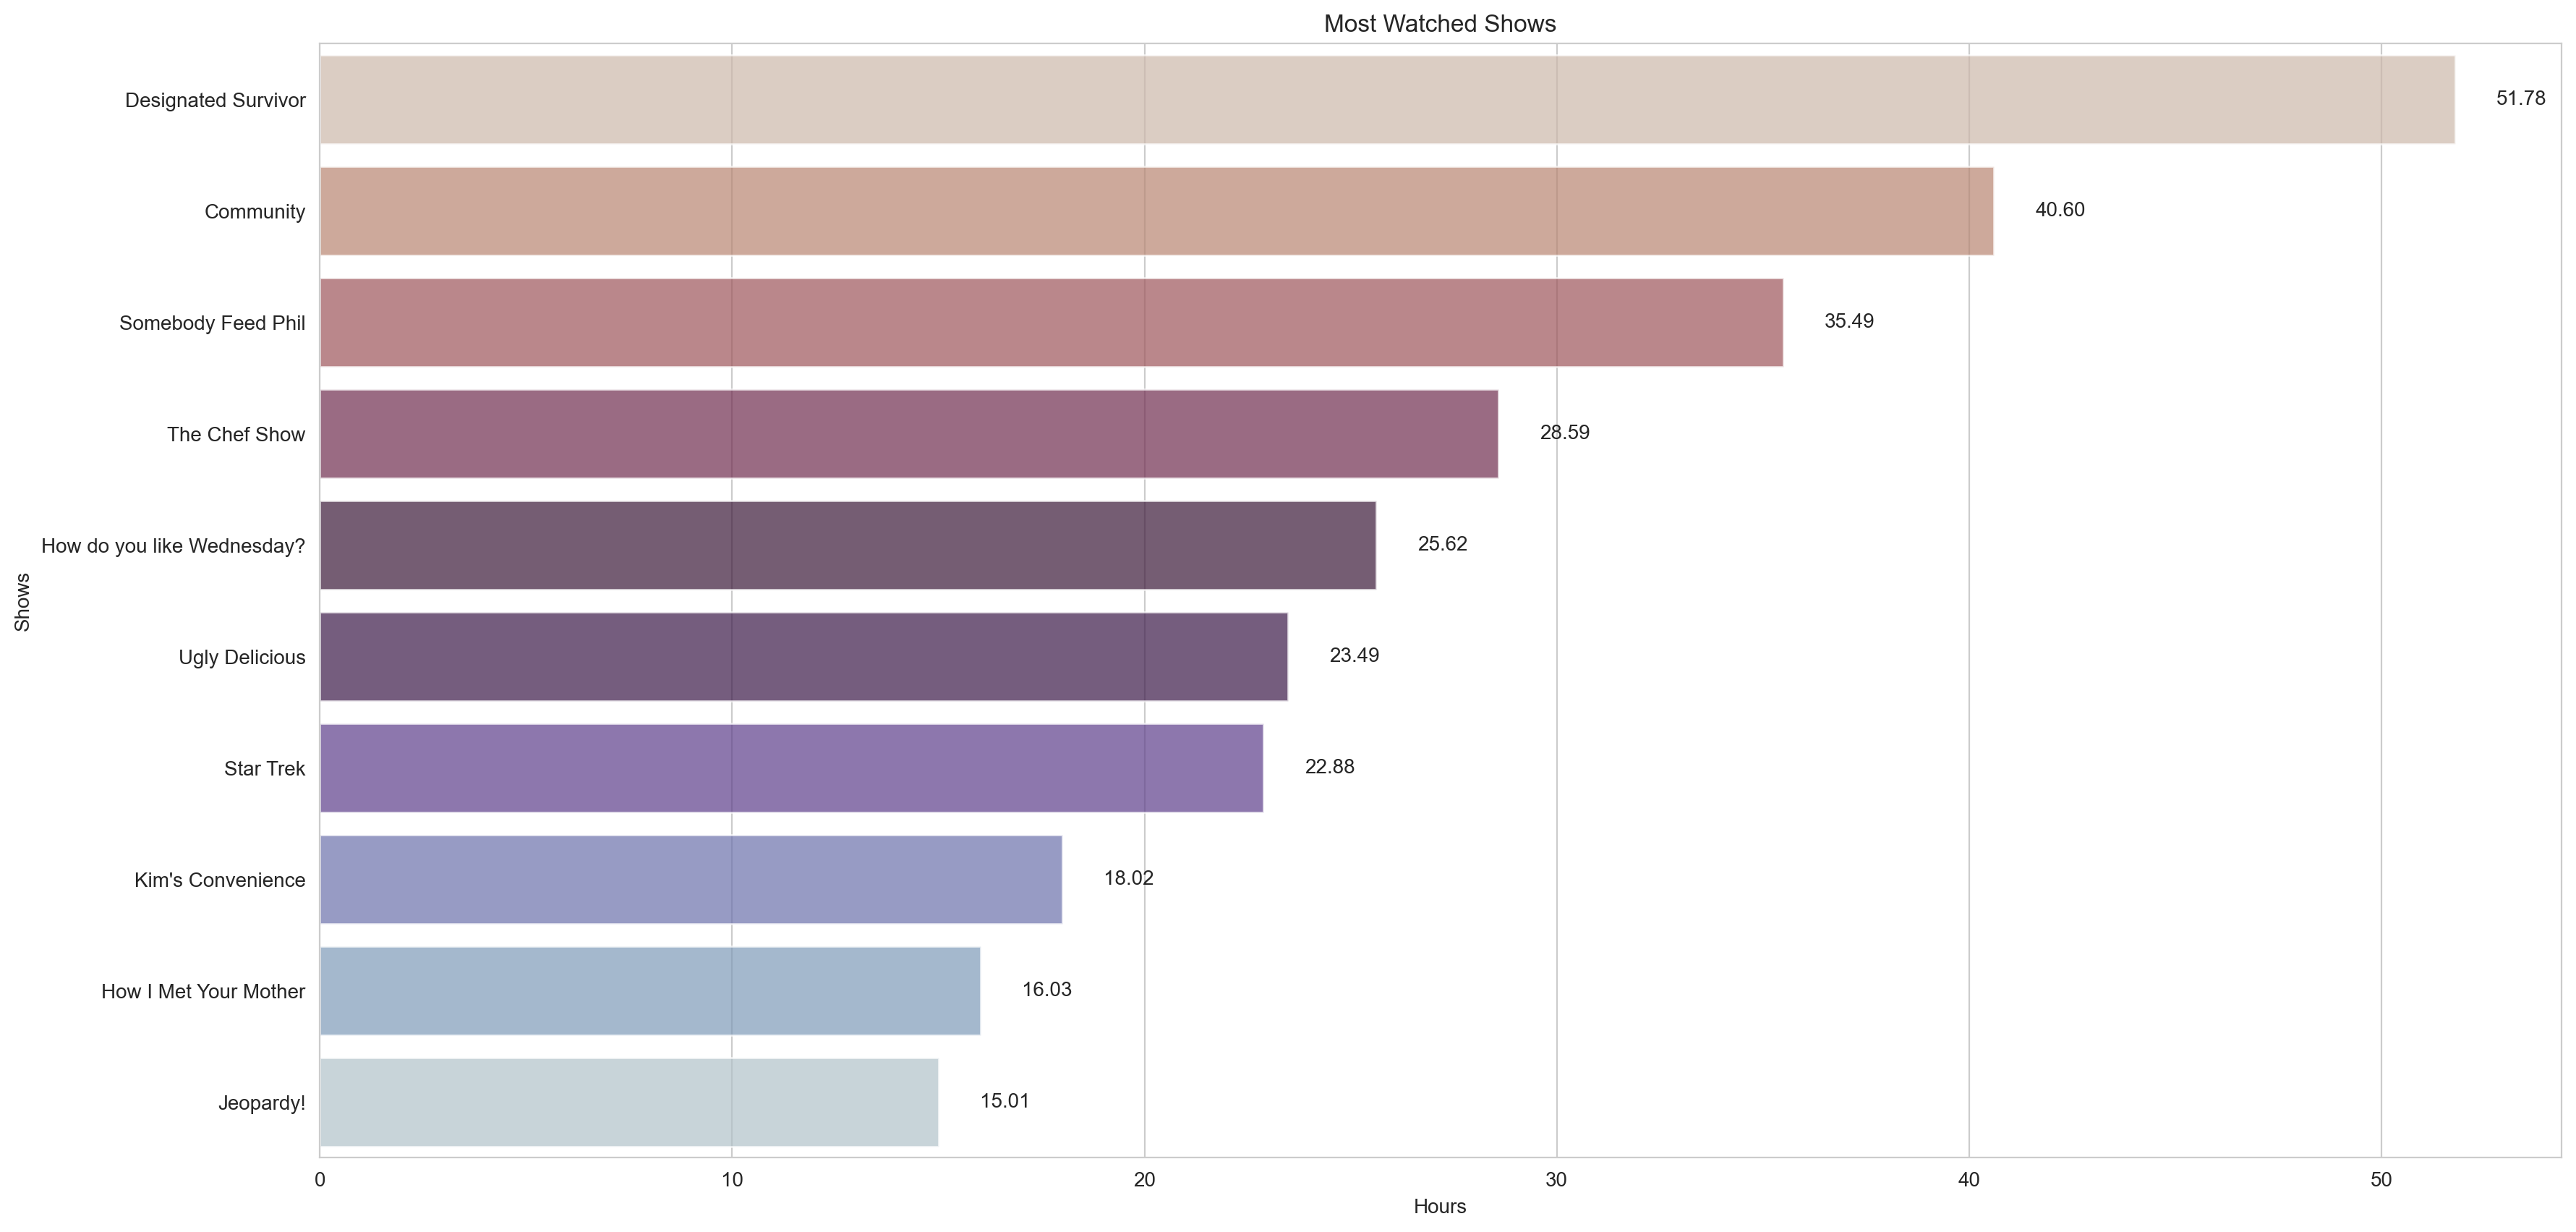 Most Watched Shows
Designated Survivor 51.78
Community 40.60
Somebody Feed Phil 35.49
The Chef Show 28.59
How do you like Wednesday? 25.62
Shows
Ugly Delicious 23.49
Star Trek 22.88
Kim's Convenience 18.02
How I Met Your Mother 16.03
Jeopardy! 15.01
0 10 20 30 40 50
Hours